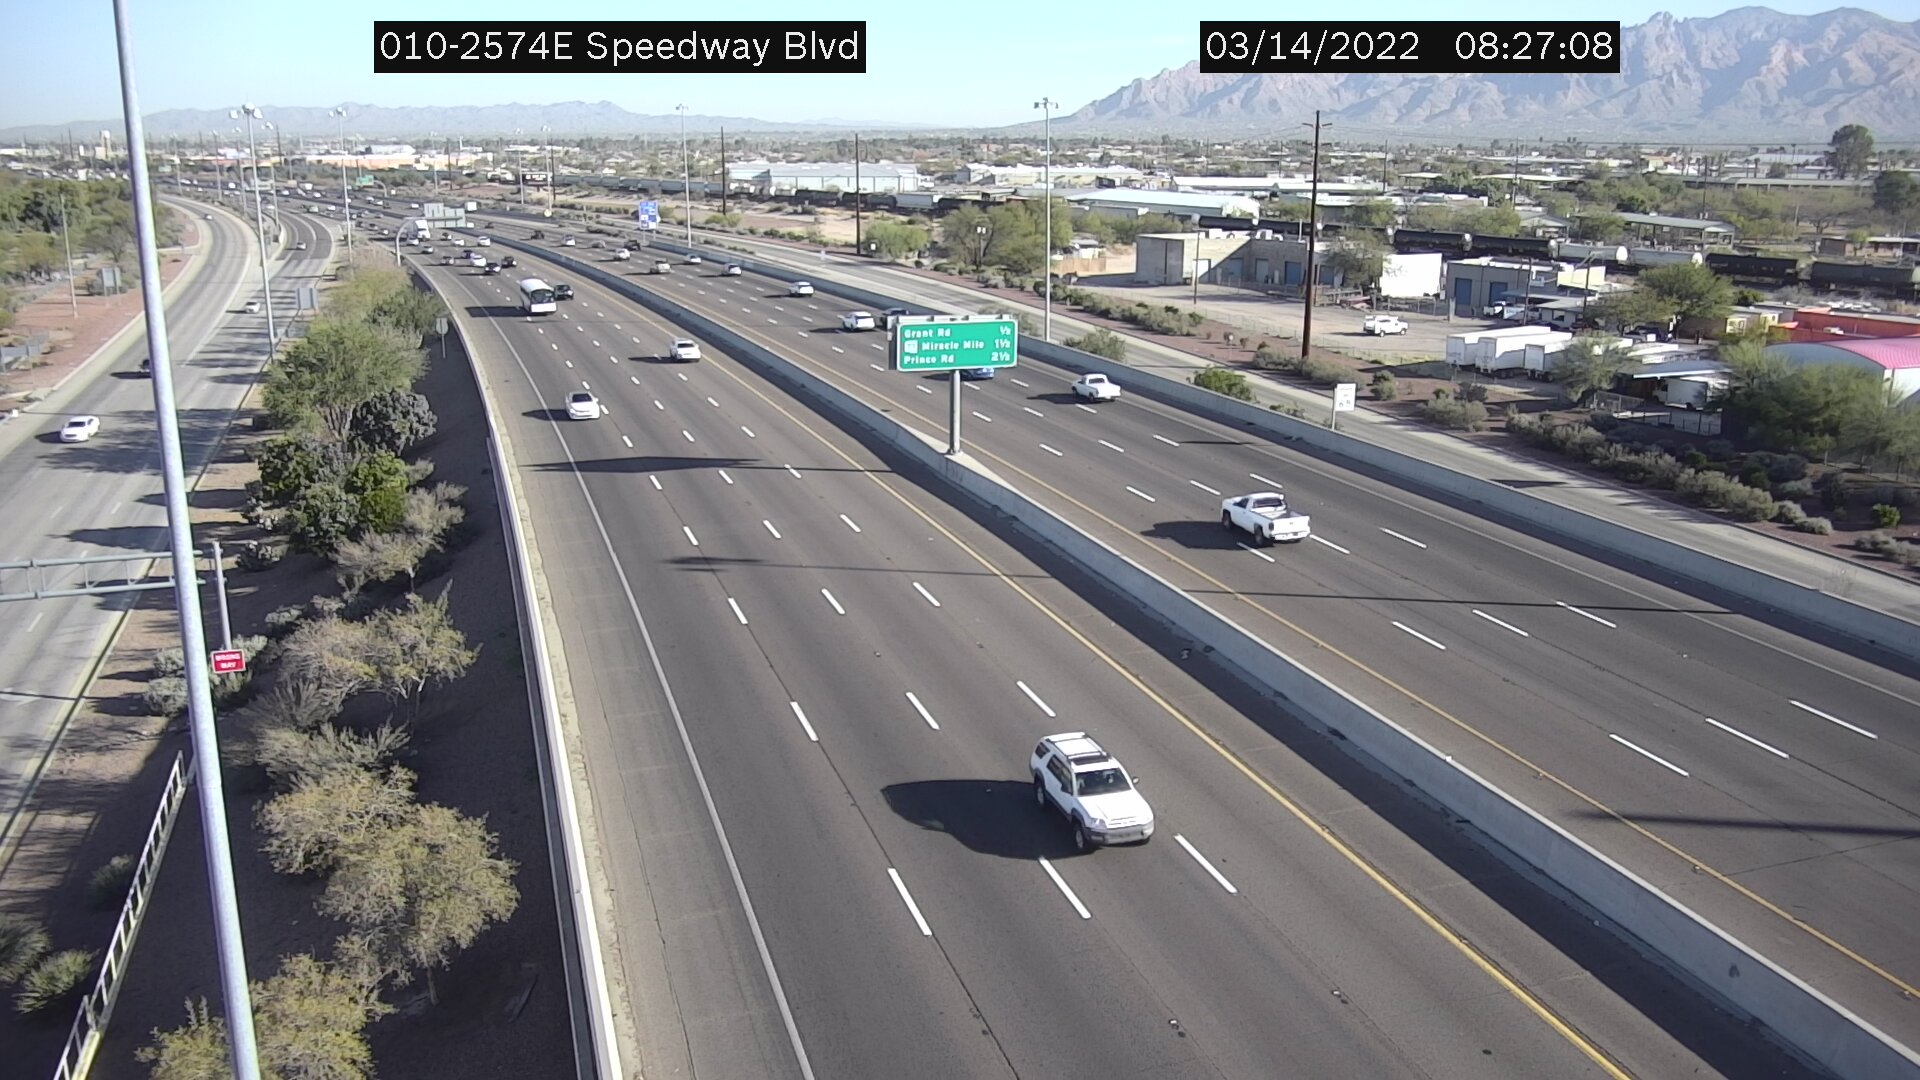 010-2574E Speedway Blvd
03/14/2022 08:27:08
Grant Rd ½
Miracle Mile 1½
Prince Rd 2½
WRONG
WAY